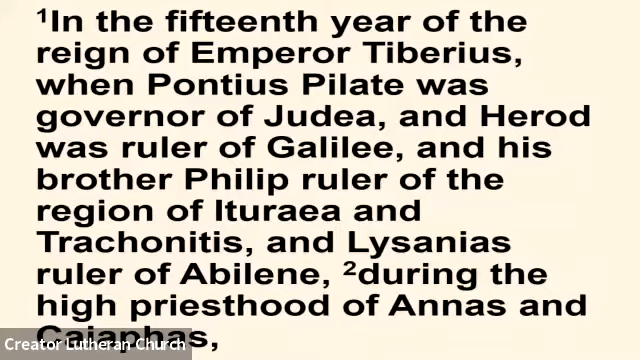 ¹In the fifteenth year of the
reign of Emperor Tiberius,
when Pontius Pilate was
governor of Judea, and Herod
was ruler of Galilee, and his
brother Philip ruler of the
region of Ituraea and
Trachonitis, and Lysanias
ruler of Abilene, ²during the
high priesthood of Annas and
Caiaphas,
Creator Lutheran Church